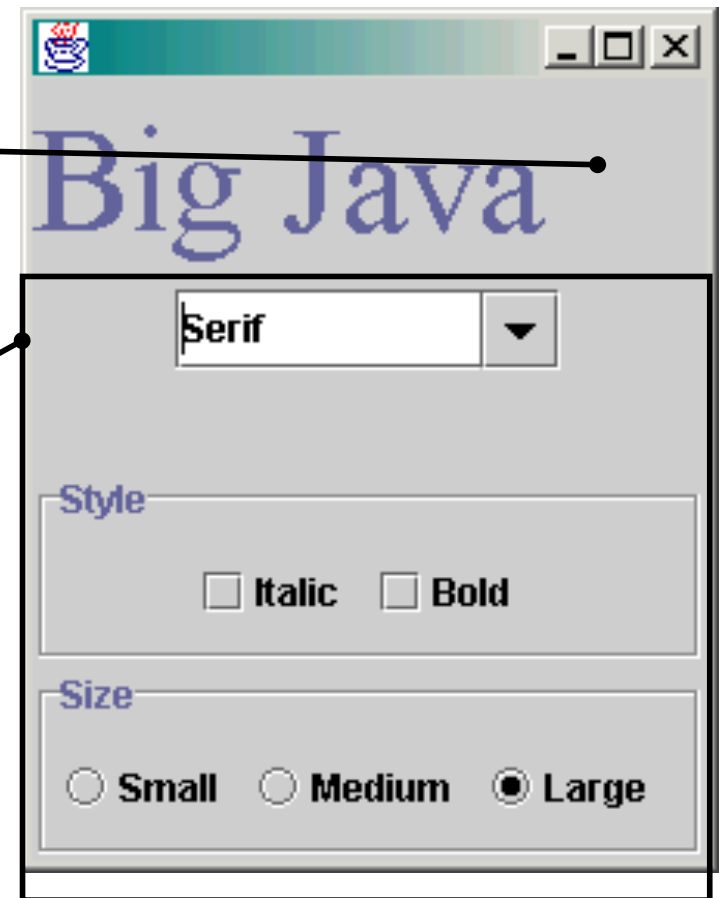 Big Java
Serif
Style
Italic Bold
Size
Small Medium Large